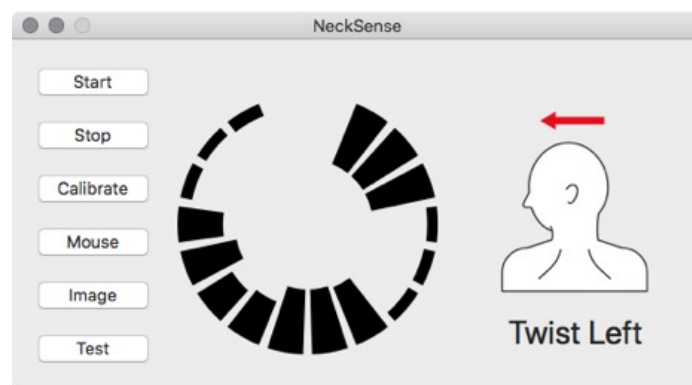 NeckSense
Start
Stop
Calibrate
Mouse
Image
Test
Twist Left